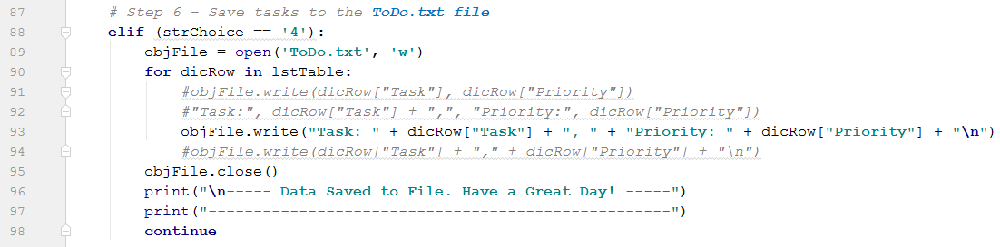 87 # Step 6 - Save tasks to the ToDo.txt file
88 elif (strChoice == '4'):
89 objFile = open('ToDo.txt', 'w')
90 for dicRow in lstTable:
91 #objFile.write(dicRow["Task"], dicRow["Priority"])
92 #"Task:", dicRow["Task"] + ",", "Priority:", dicRow["Priority"])
93 objFile.write("Task: " + dicRow["Task"] + ", " + "Priority: " + dicRow["Priority"] + "\n")
94 #objFile.write(dicRow["Task"] + "," + dicRow["Priority"] + "\n")
95 objFile.close()
96 print("\n----- Data Saved to File. Have a Great Day! -----")
97 print("---------------------------------------------------")
98 continue